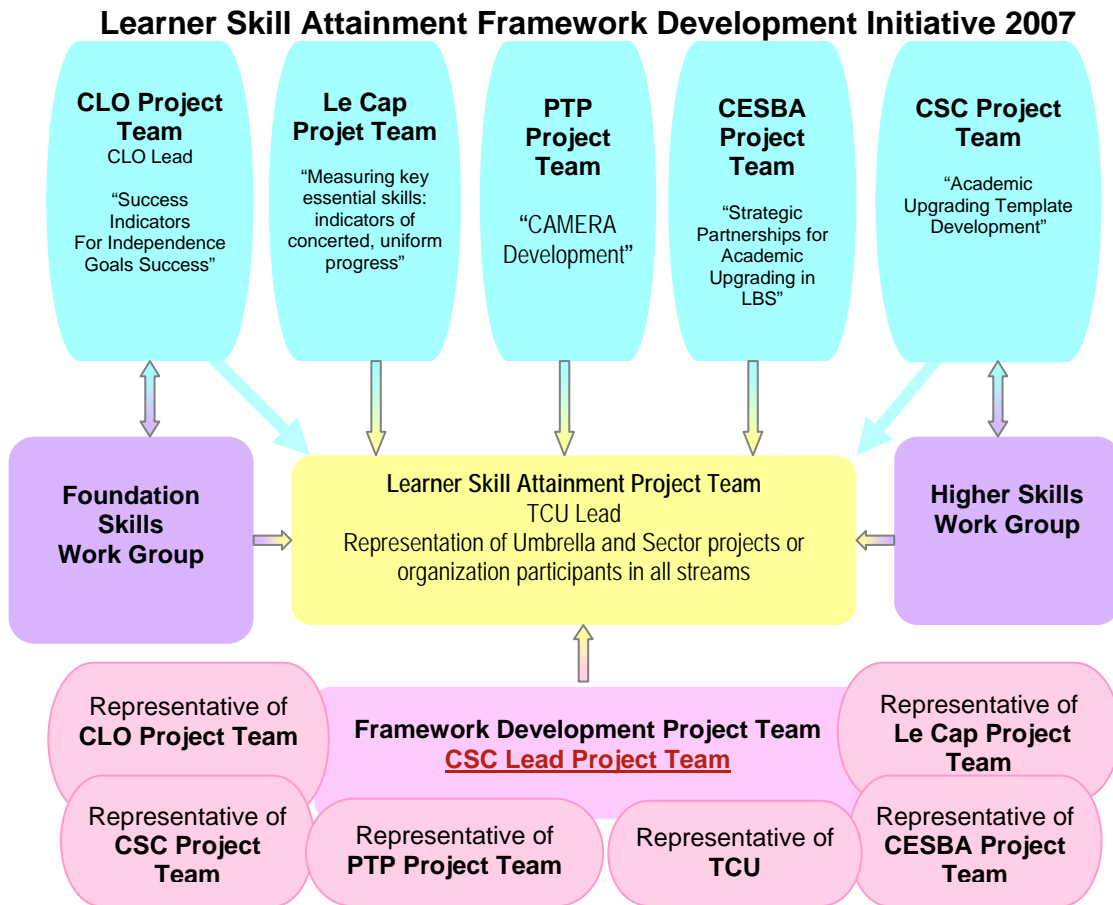 Learner Skill Attainment Framework Development Initiative 2007
CLO Project
Team
CLO Lead
“Success
Indicators
For Independence
Goals Success”
Le Cap
Projet Team
“Measuring key
essential skills:
indicators of
concerted, uniform
progress”
PTP
Project
Team
“CAMERA
Development”
CESBA
Project
Team
“Strategic
Partnerships for
Academic
Upgrading in
LBS”
CSC Project
Team
“Academic
Upgrading Template
Development”
Foundation
Skills
Work Group
Learner Skill Attainment Project Team
TCU Lead
Representation of Umbrella and Sector projects or
organization participants in all streams
Higher Skills
Work Group
Representative of
CLO Project Team
Framework Development Project Team
CSC Lead Project Team
Representative of
Le Cap Project
Team
Representative of
CSC Project
Team
Representative of
PTP Project Team
Representative of
TCU
Representative of
CESBA Project
Team